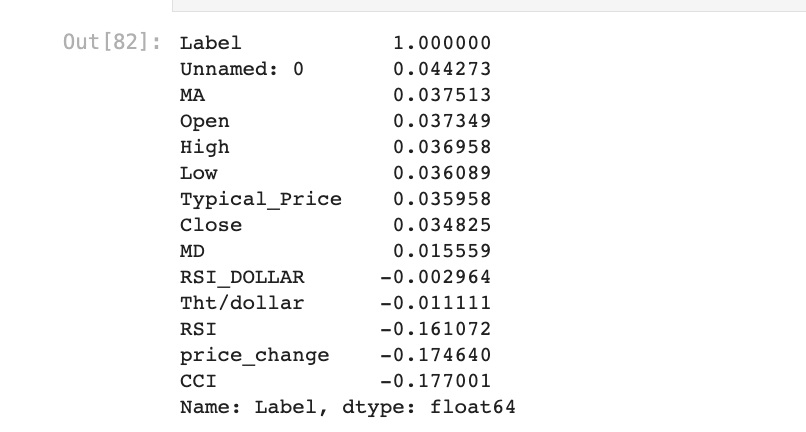 Out[82]: Label 1.000000
Unnamed: 0 0.044273
MA 0.037513
Open 0.037349
High 0.036958
Low 0.036089
Typical_Price 0.035958
Close 0.034825
MD 0.015559
RSI_DOLLAR -0.002964
Tht/dollar -0.011111
RSI -0.161072
price_change -0.174640
CCI -0.177001
Name: Label, dtype: float64